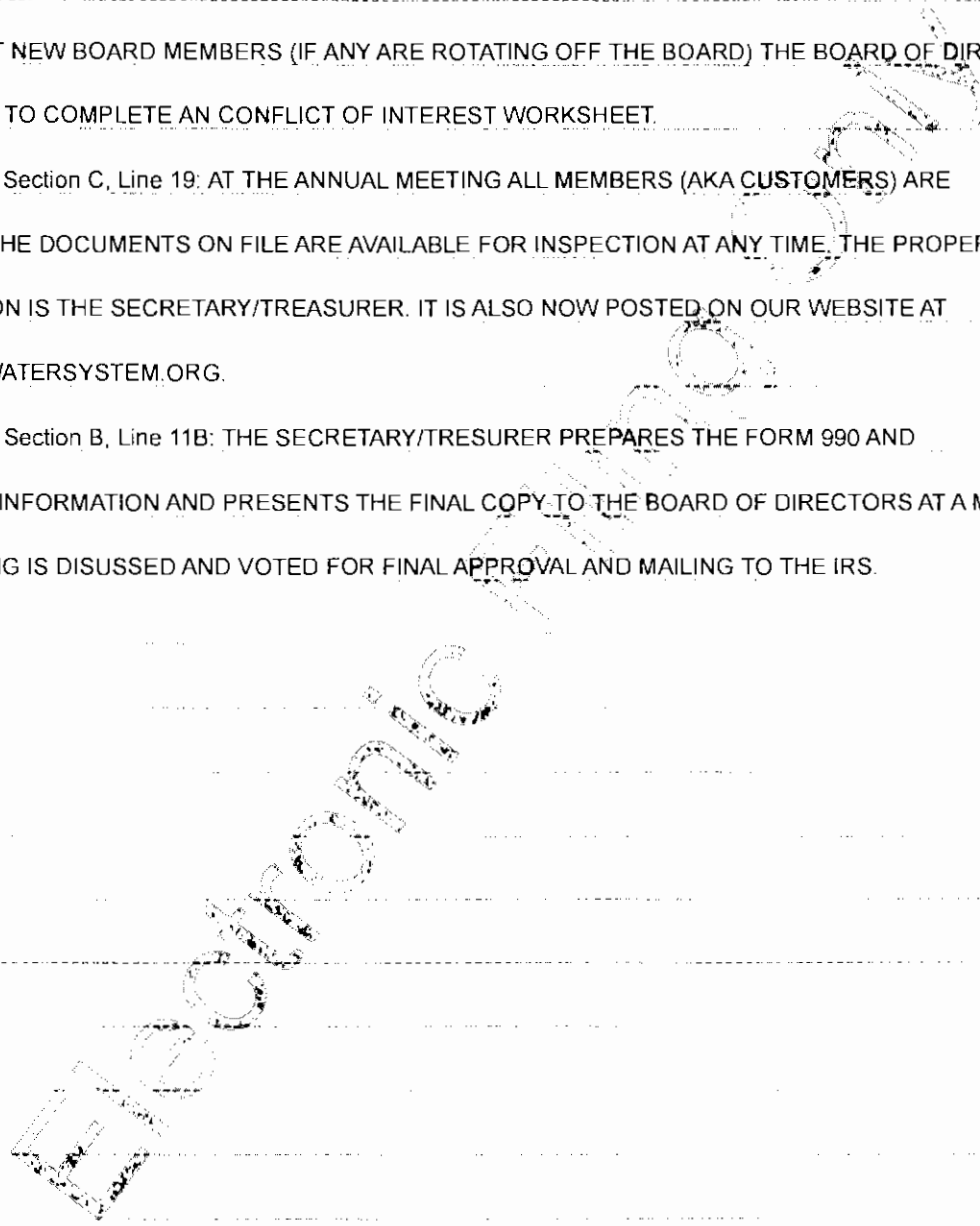 T NEW BOARD MEMBERS (IF ANY ARE ROTATING OFF THE BOARD) THE BOARD OF DIR
TO COMPLETE AN CONFLICT OF INTEREST WORKSHEET.
Section C, Line 19: AT THE ANNUAL MEETING ALL MEMBERS (AKA CUSTOMERS) ARE
HE DOCUMENTS ON FILE ARE AVAILABLE FOR INSPECTION AT ANY TIME. THE PROPER
ON IS THE SECRETARY/TREASURER. IT IS ALSO NOW POSTED ON OUR WEBSITE AT
WATERSYSTEM.ORG.
Section B, Line 11B: THE SECRETARY/TRESURER PREPARES THE FORM 990 AND
INFORMATION AND PRESENTS THE FINAL COPY TO THE BOARD OF DIRECTORS AT A M
G IS DISUSSED AND VOTED FOR FINAL APPROVAL AND MAILING TO THE IRS.
Electronic Filing Only